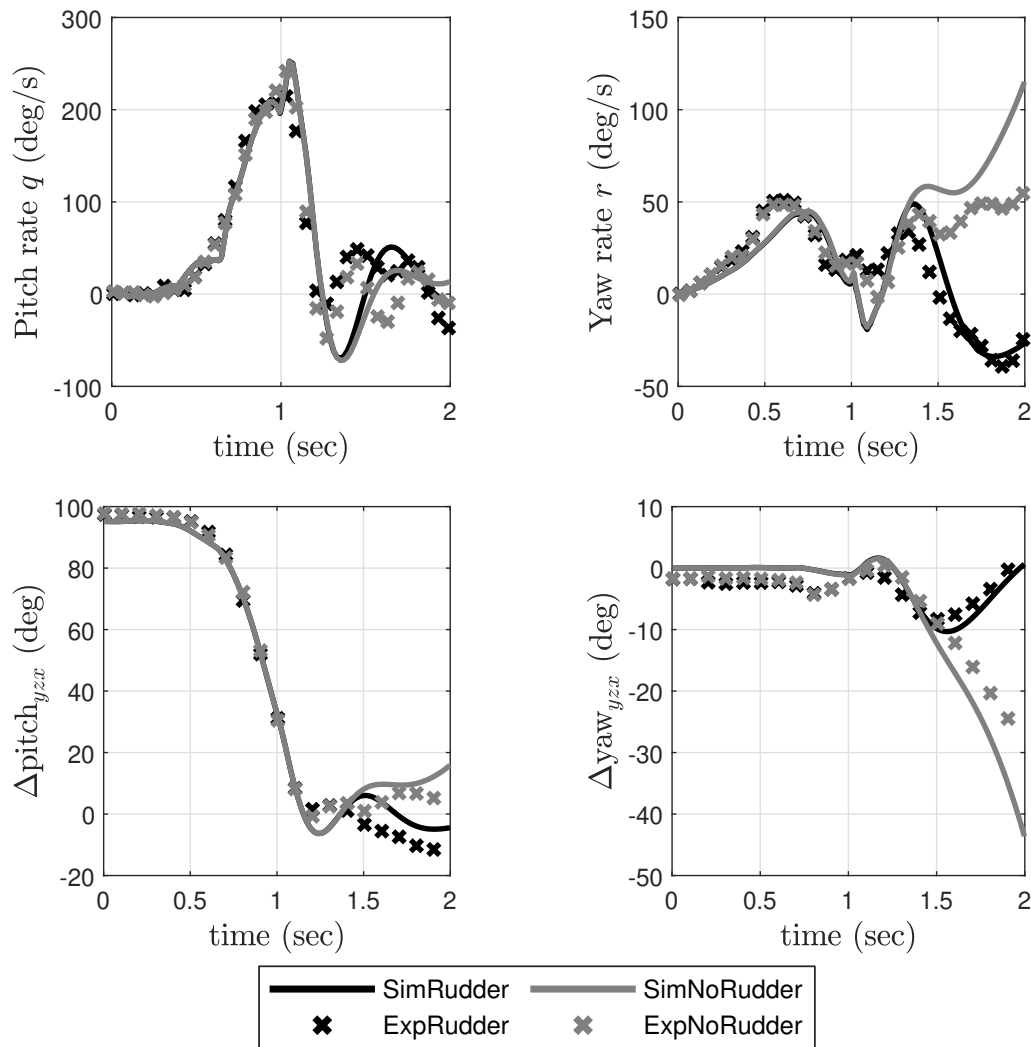 300
200
100
0
-100
Pitch rate q (deg/s)
0 1 2
time (sec)
150
100
50
0
-50
Yaw rate r (deg/s)
0 0.5 1 1.5 2
time (sec)
100
80
60
40
20
0
-20
Δpitch_yzx (deg)
0 0.5 1 1.5 2
time (sec)
10
0
-10
-20
-30
-40
-50
Δyaw_yzx (deg)
0 0.5 1 1.5 2
time (sec)
SimRudder SimNoRudder
ExpRudder ExpNoRudder